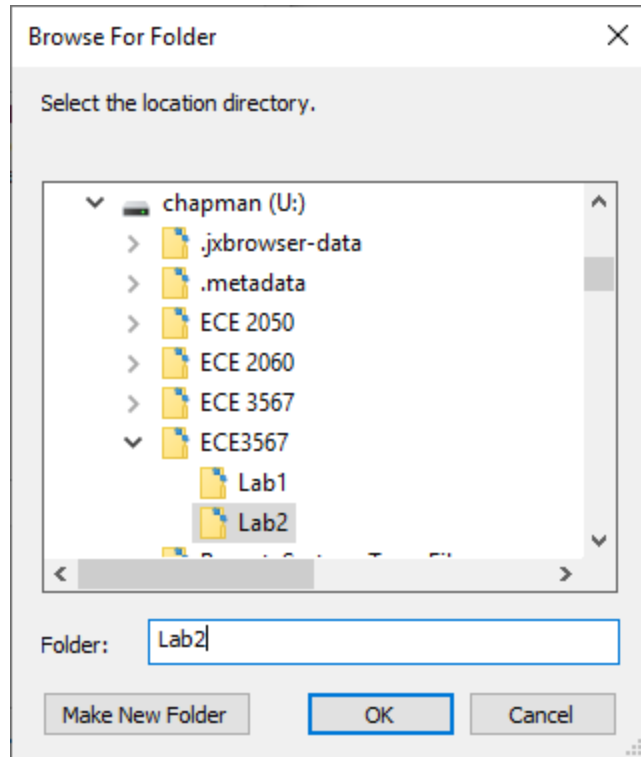 Browse For Folder
Select the location directory.
chapman (U:)
.jxbrowser-data
.metadata
ECE 2050
ECE 2060
ECE 3567
ECE3567
Lab1
Lab2
Folder: Lab2
Make New Folder OK Cancel